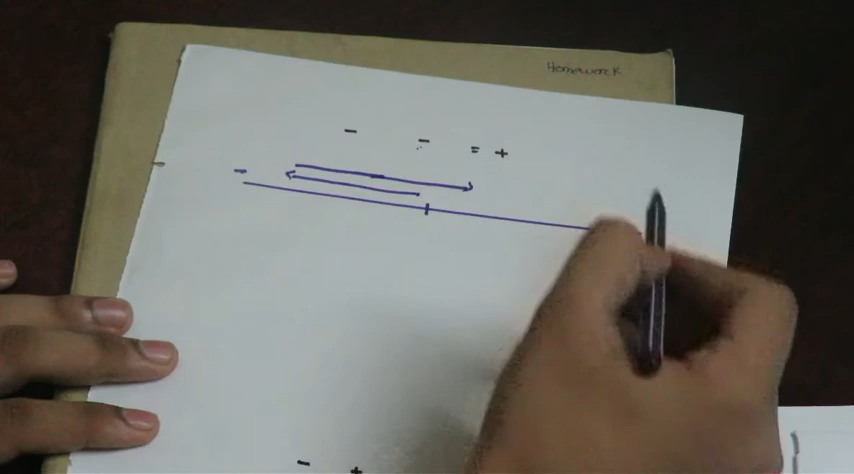 Homework
- - = +
-
- +